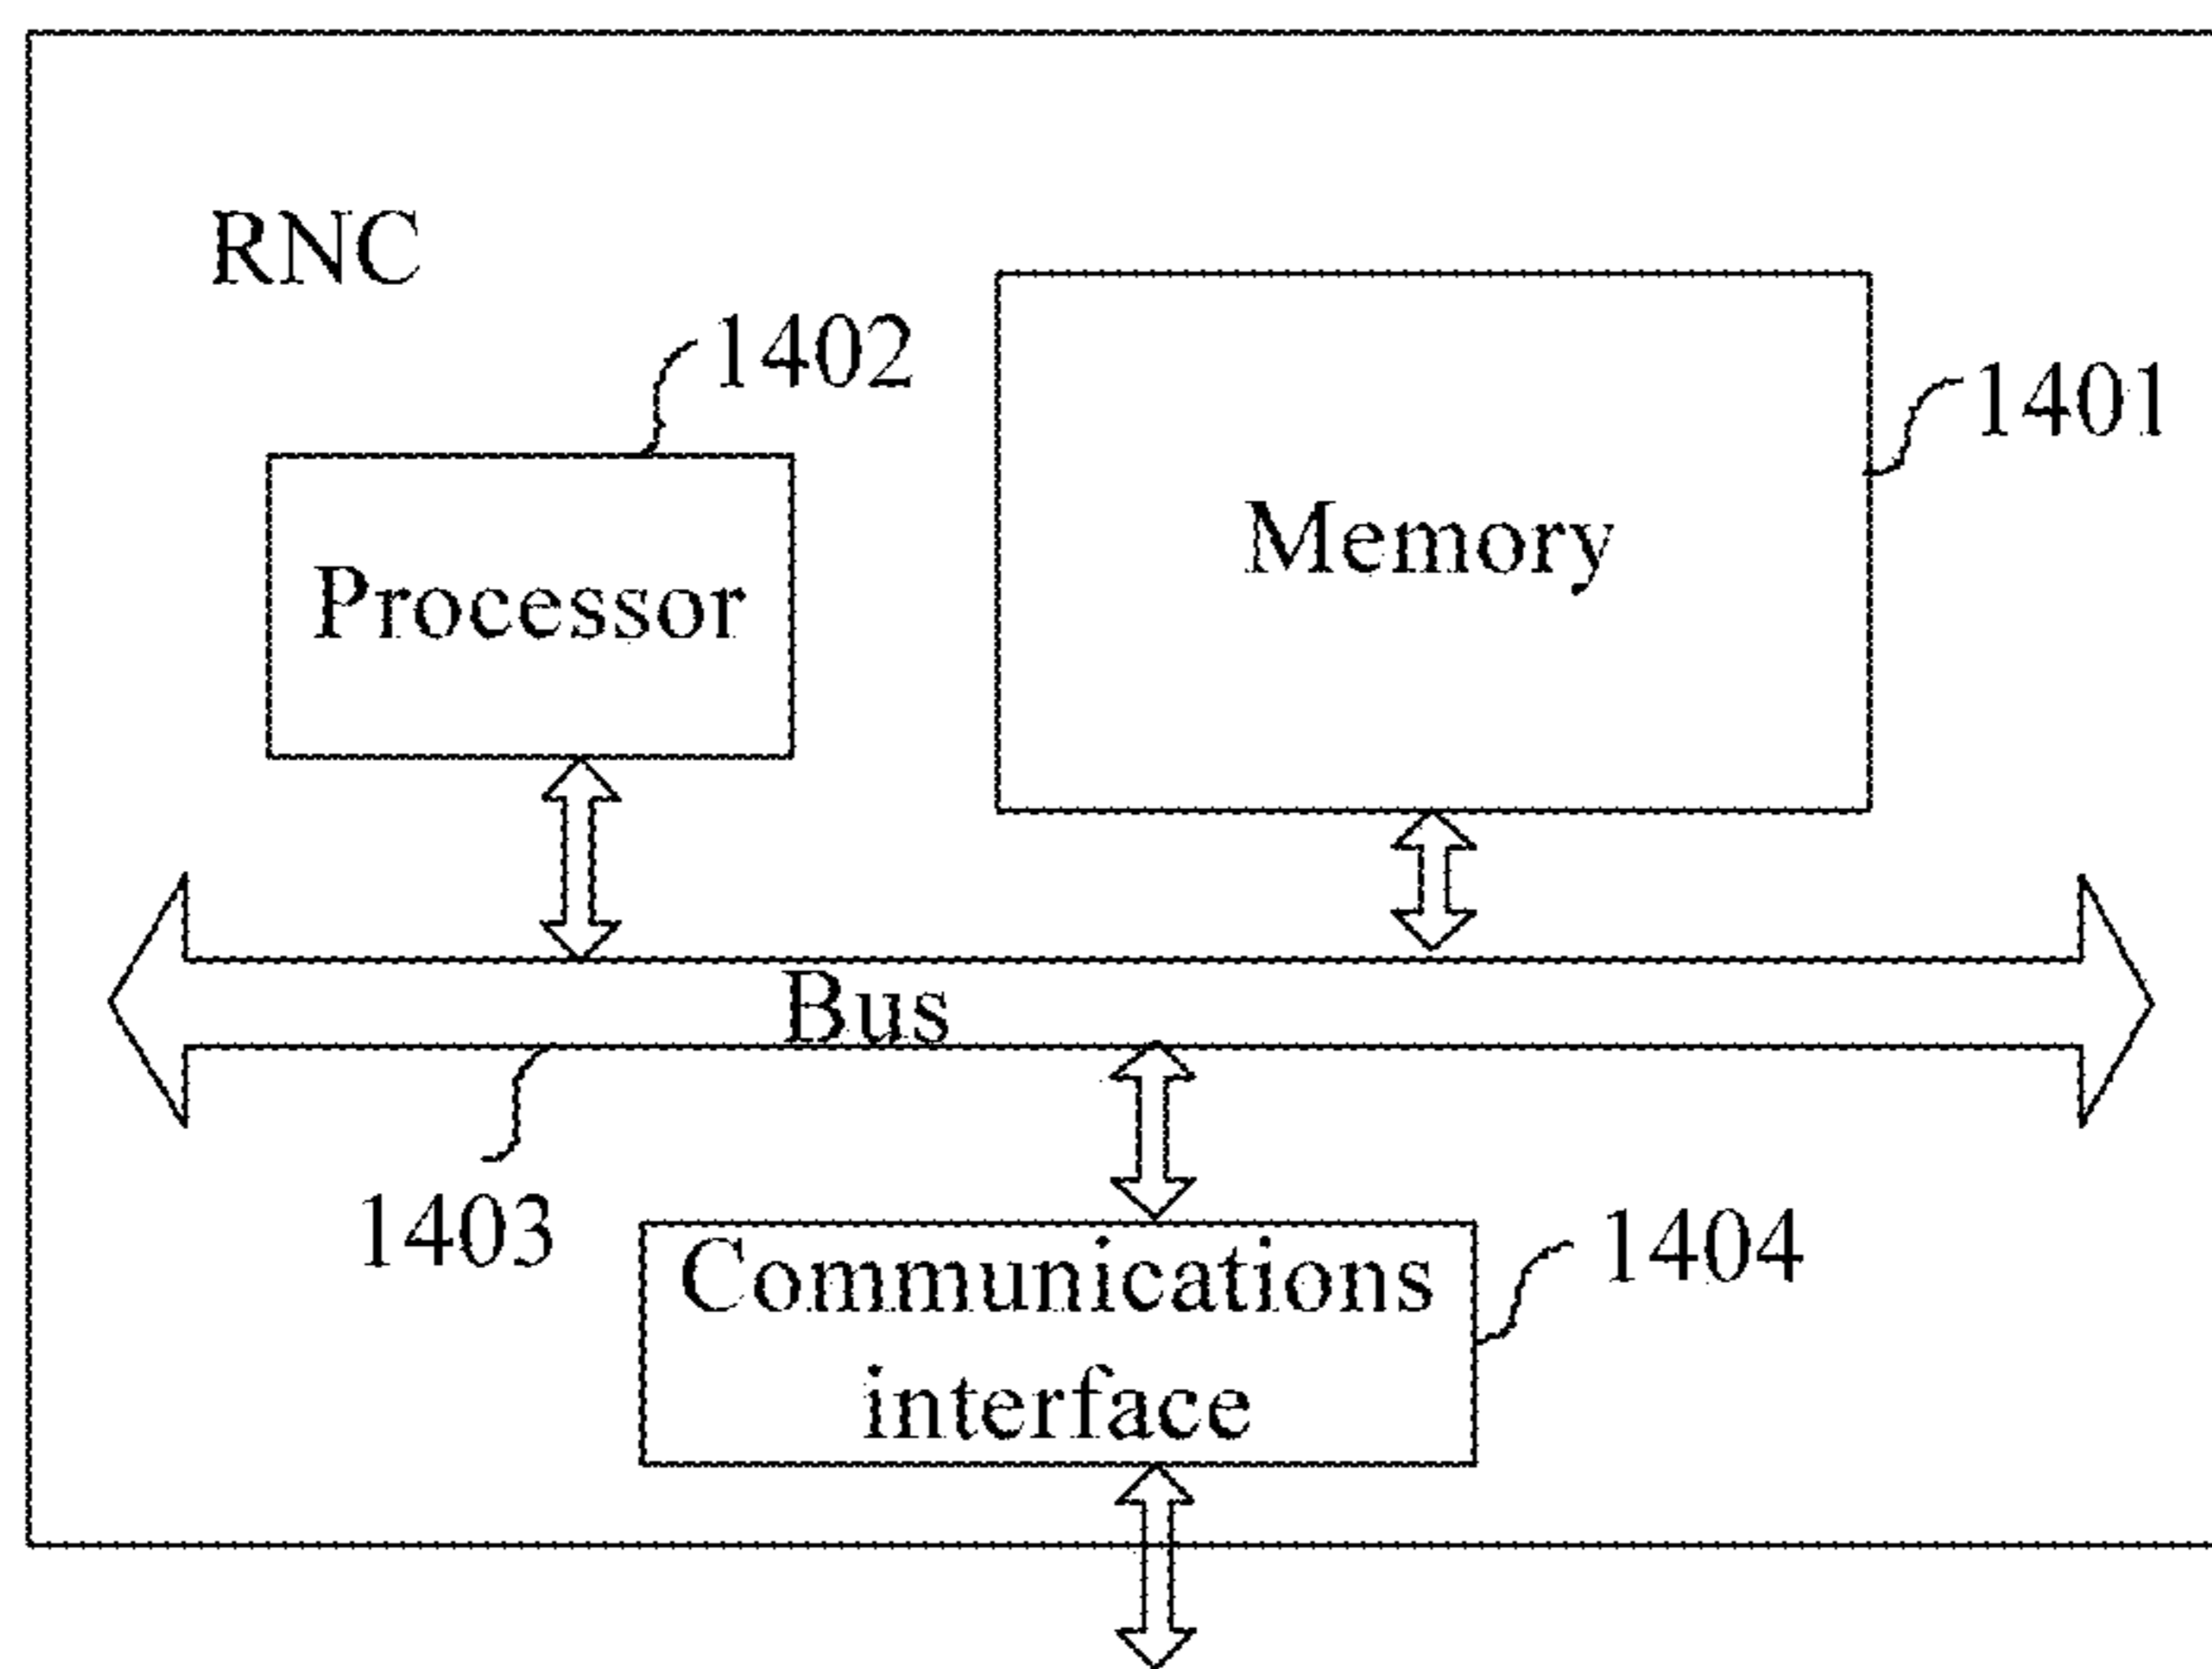 RNC
1402
1401
Memory
Processor
Bus
1403
1404
Communications
interface